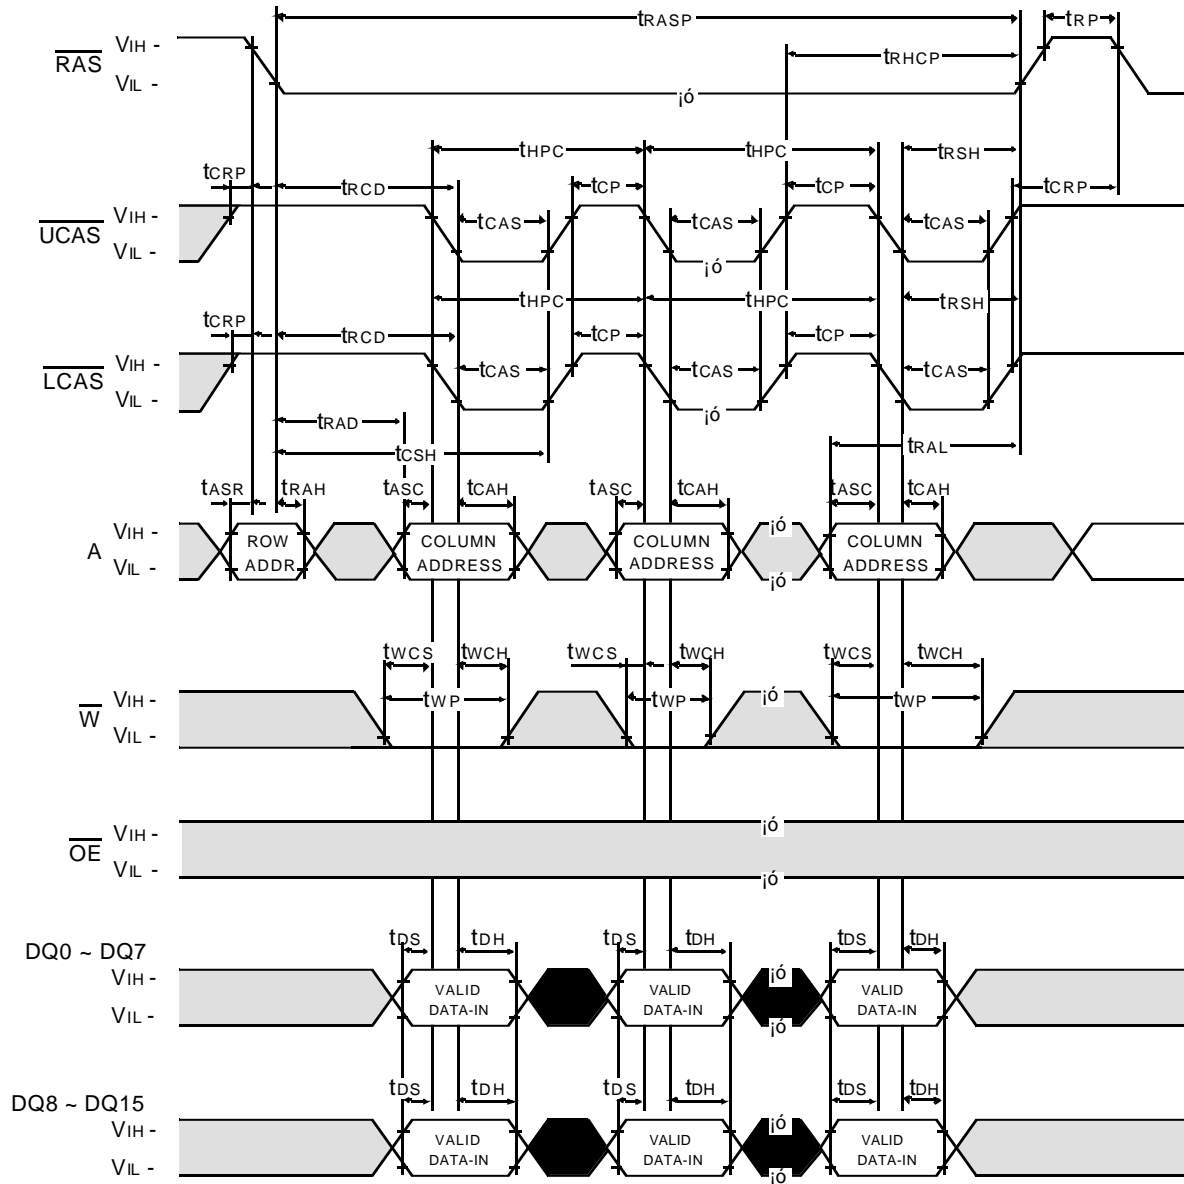 tRASP tRP
RAS VIH -
tRHCP
VIL -
¡ó
tHPC tHPC tRSH
tCRP tRCD tCP tCP tCRP
UCAS VIH -
tCAS tCAS tCAS
VIL -
¡ó
tHPC tHPC tRSH
tCRP tRCD tCP tCP
LCAS VIH -
tCAS tCAS tCAS
VIL -
¡ó
tRAD
tCSH tRAL
tASR tRAH tASC tCAH tASC tCAH tASC tCAH
A VIH -
¡ó
ROW COLUMN COLUMN COLUMN
ADDR ADDRESS ADDRESS ADDRESS
VIL -
¡ó
tWCS tWCH tWCS tWCH tWCS tWCH
W VIH -
tWP tWP ¡ó tWP
VIL -
OE VIH -
¡ó
VIL -
¡ó
tDS tDH tDS tDH tDS tDH
DQ0 ~ DQ7
VIH -
¡ó
VALID VALID VALID
DATA-IN DATA-IN DATA-IN
VIL -
¡ó
tDS tDH tDS tDH tDS tDH
DQ8 ~ DQ15
VIH -
¡ó
VALID VALID VALID
DATA-IN DATA-IN DATA-IN
VIL -
¡ó